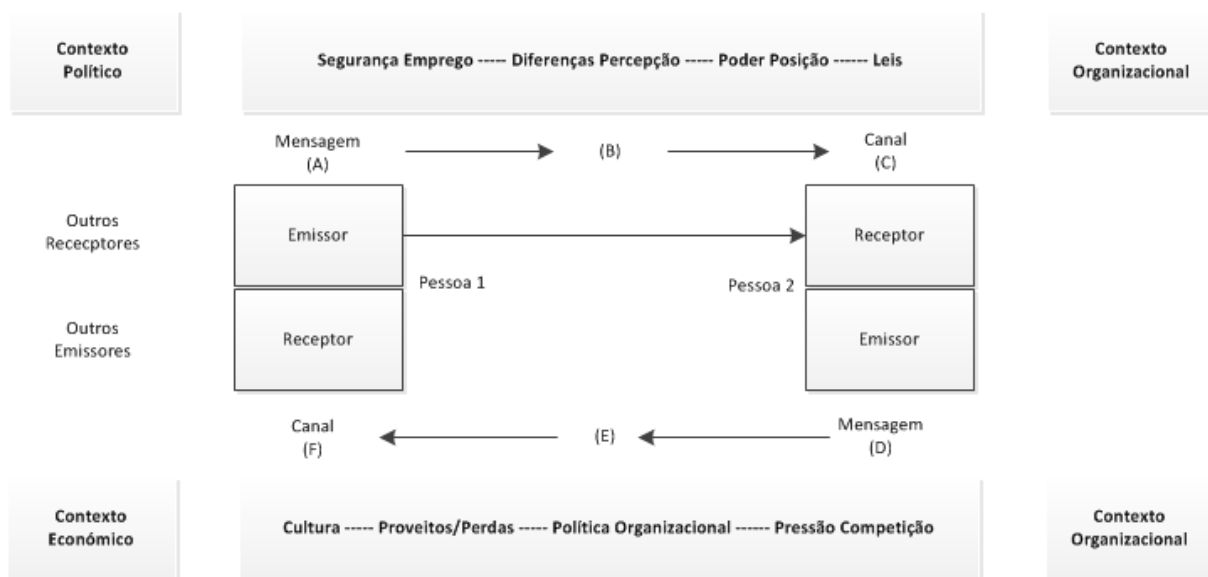 Contexto
Político
Segurança Emprego ----- Diferenças Percepção ----- Poder Posição ------ Leis
Contexto
Organizacional
Mensagem
(A)
(B)
Canal
(C)
Outros
Rececptores
Emissor
Receptor
Pessoa 1
Pessoa 2
Outros
Emissores
Receptor
Emissor
Canal
(F)
(E)
Mensagem
(D)
Contexto
Económico
Cultura ----- Proveitos/Perdas ----- Política Organizacional ------ Pressão Competição
Contexto
Organizacional